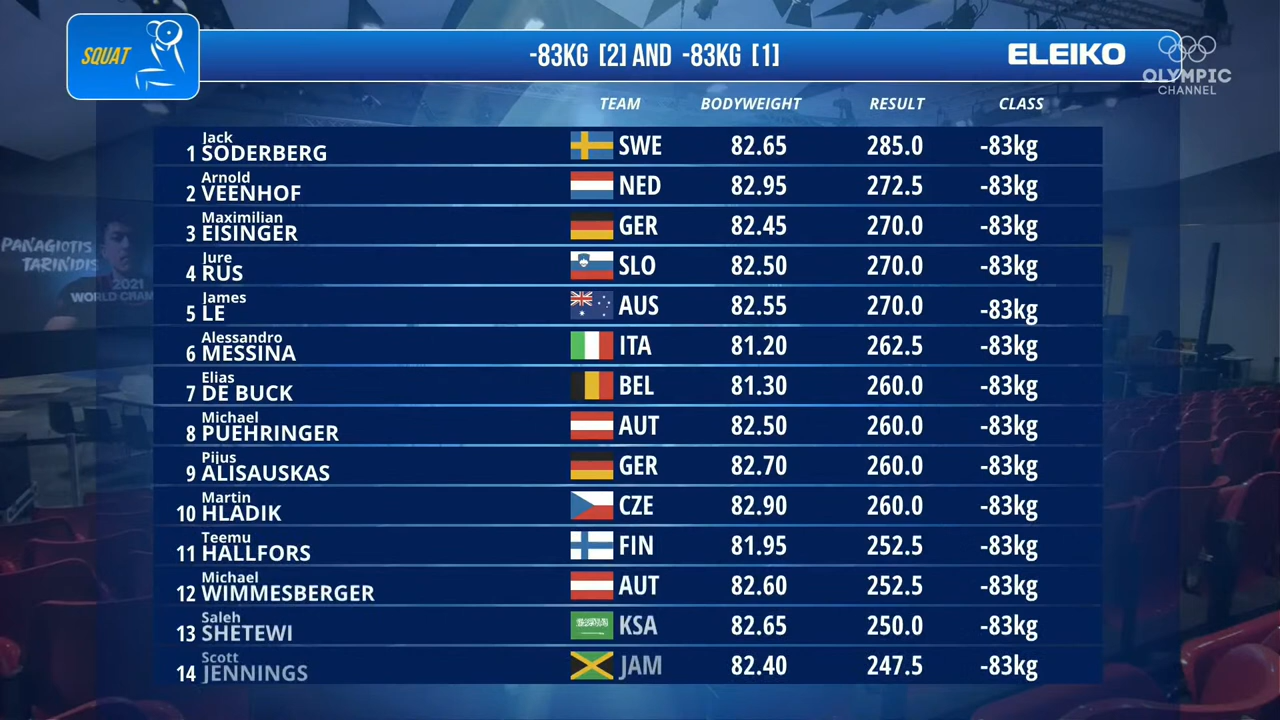 SQUAT
-83KG [2] AND -83KG [1]
ELEIKO
OLYMPIC
CHANNEL
TEAM BODYWEIGHT RESULT CLASS
Jack
1 SODERBERG SWE 82.65 285.0 -83kg
Arnold
2 VEENHOF NED 82.95 272.5 -83kg
Maximilian
3 EISINGER GER 82.45 270.0 -83kg
Jure
4 RUS SLO 82.50 270.0 -83kg
James
5 LE AUS 82.55 270.0 -83kg
Alessandro
6 MESSINA ITA 81.20 262.5 -83kg
Elias
7 DE BUCK BEL 81.30 260.0 -83kg
Michael
8 PUEHRINGER AUT 82.50 260.0 -83kg
Pijus
9 ALISAUSKAS GER 82.70 260.0 -83kg
Martin
10 HLADIK CZE 82.90 260.0 -83kg
Teemu
11 HALLFORS FIN 81.95 252.5 -83kg
Michael
12 WIMMESBERGER AUT 82.60 252.5 -83kg
Saleh
13 SHETEWI KSA 82.65 250.0 -83kg
Scott
14 JENNINGS JAM 82.40 247.5 -83kg
PANAGIOTIS
TARINIDIS
2021
WORLD CHAM